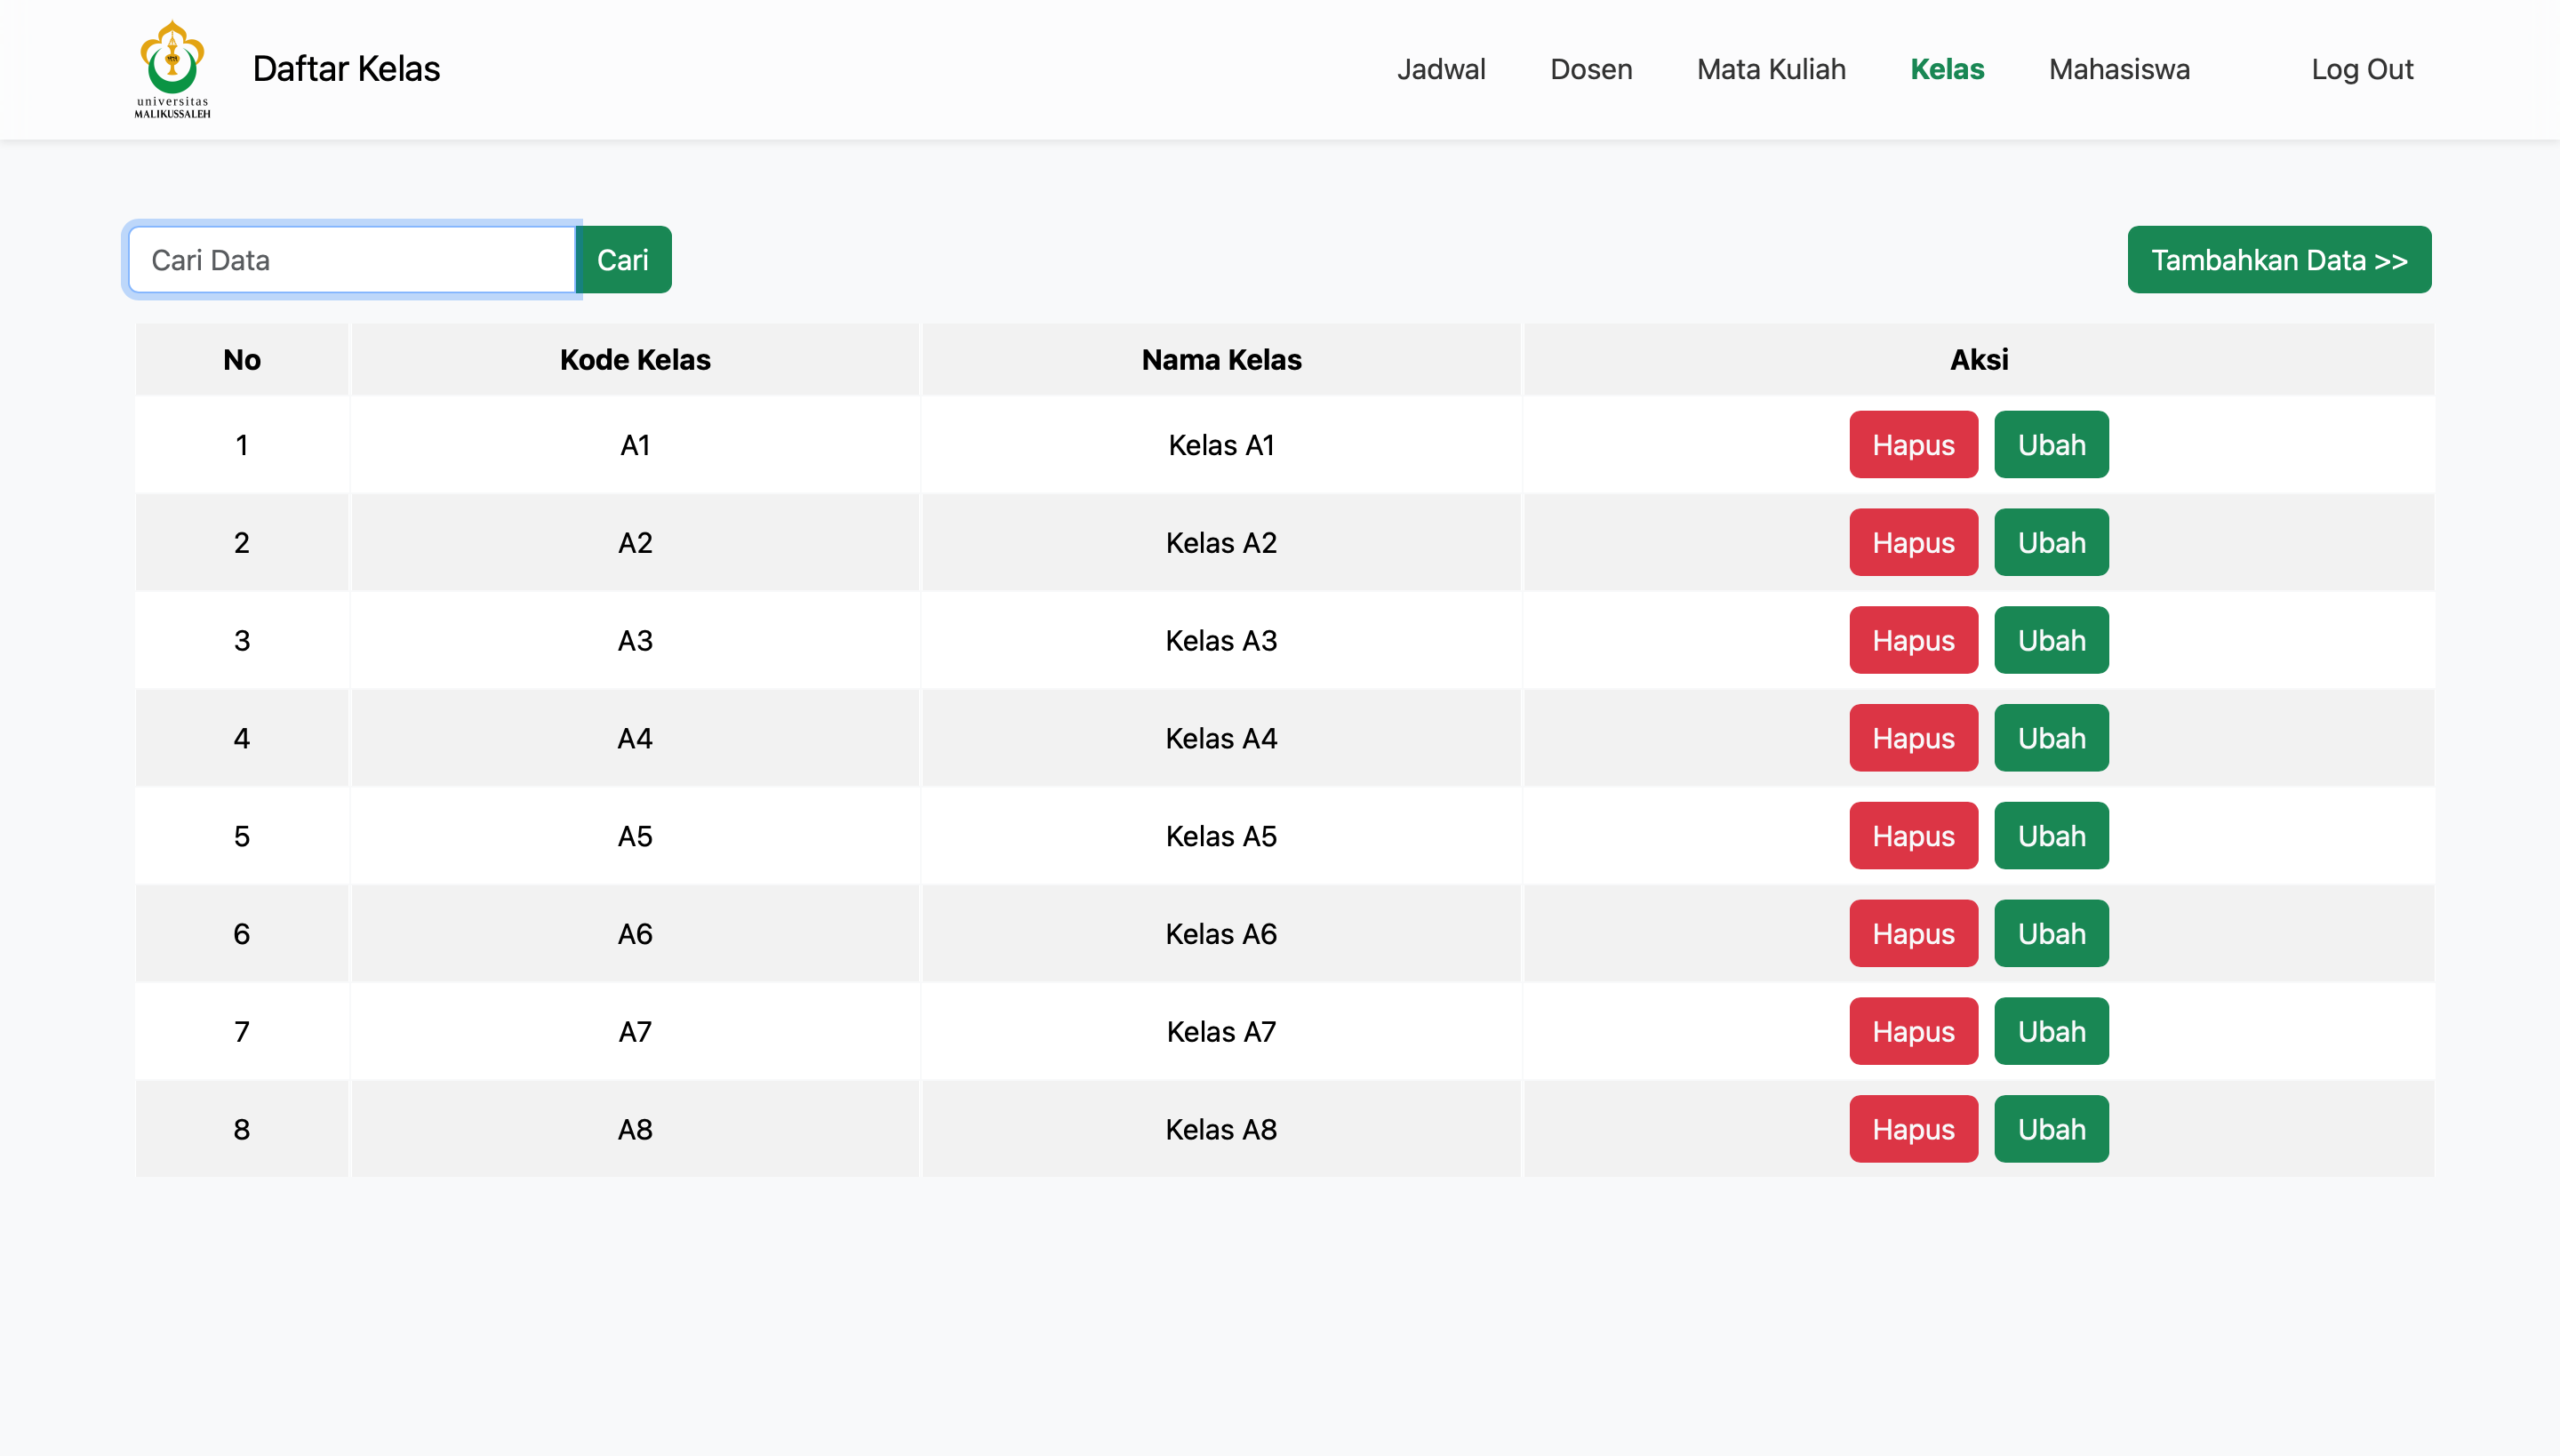 universitas
MALIKUSSALEH
Daftar Kelas
Jadwal Dosen Mata Kuliah Kelas Mahasiswa Log Out
Cari Data Cari Tambahkan Data >>
No Kode Kelas Nama Kelas Aksi
1 A1 Kelas A1 Hapus Ubah
2 A2 Kelas A2 Hapus Ubah
3 A3 Kelas A3 Hapus Ubah
4 A4 Kelas A4 Hapus Ubah
5 A5 Kelas A5 Hapus Ubah
6 A6 Kelas A6 Hapus Ubah
7 A7 Kelas A7 Hapus Ubah
8 A8 Kelas A8 Hapus Ubah